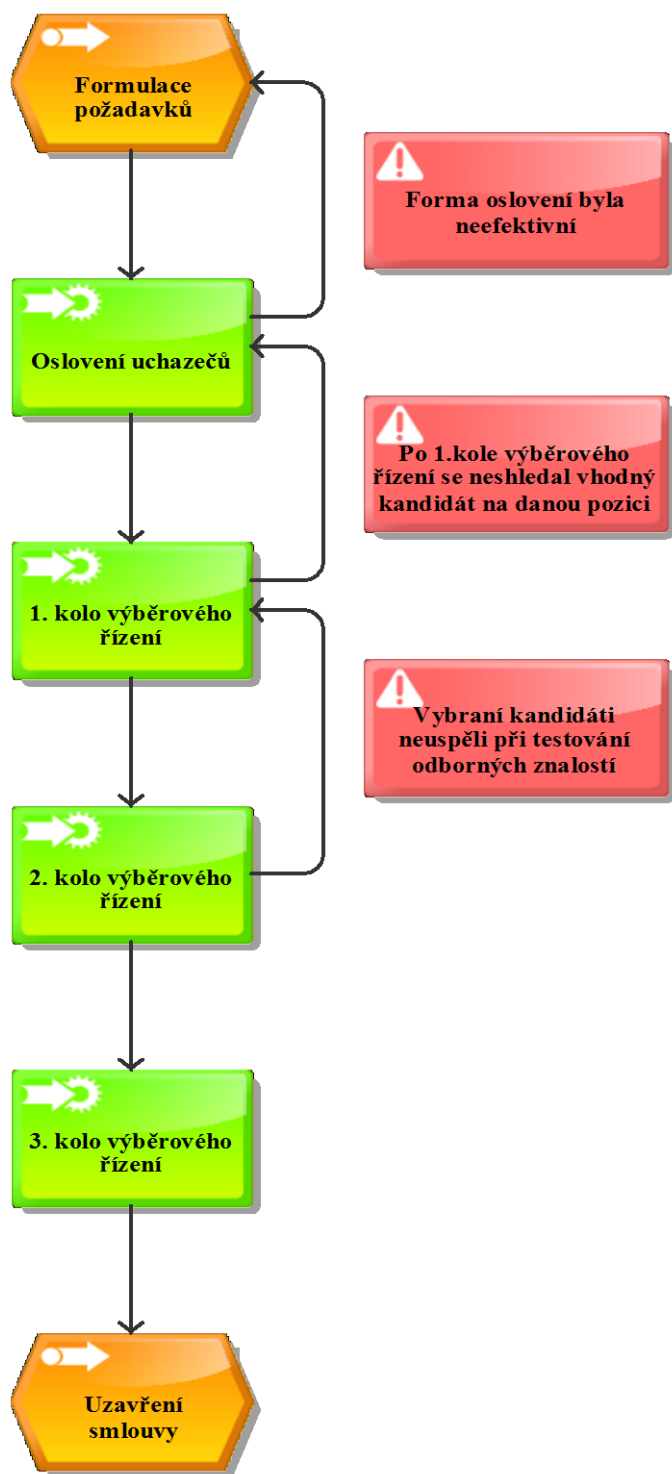 Formulace
požadavků
Forma oslovení byla
neefektivní
Oslovení uchazečů
Po 1.kole výběrového
řízení se neshledal vhodný
kandidát na danou pozici
1. kolo výběrového
řízení
Vybraní kandidáti
neuspěli při testování
odborných znalostí
2. kolo výběrového
řízení
3. kolo výběrového
řízení
Uzavření
smlouvy